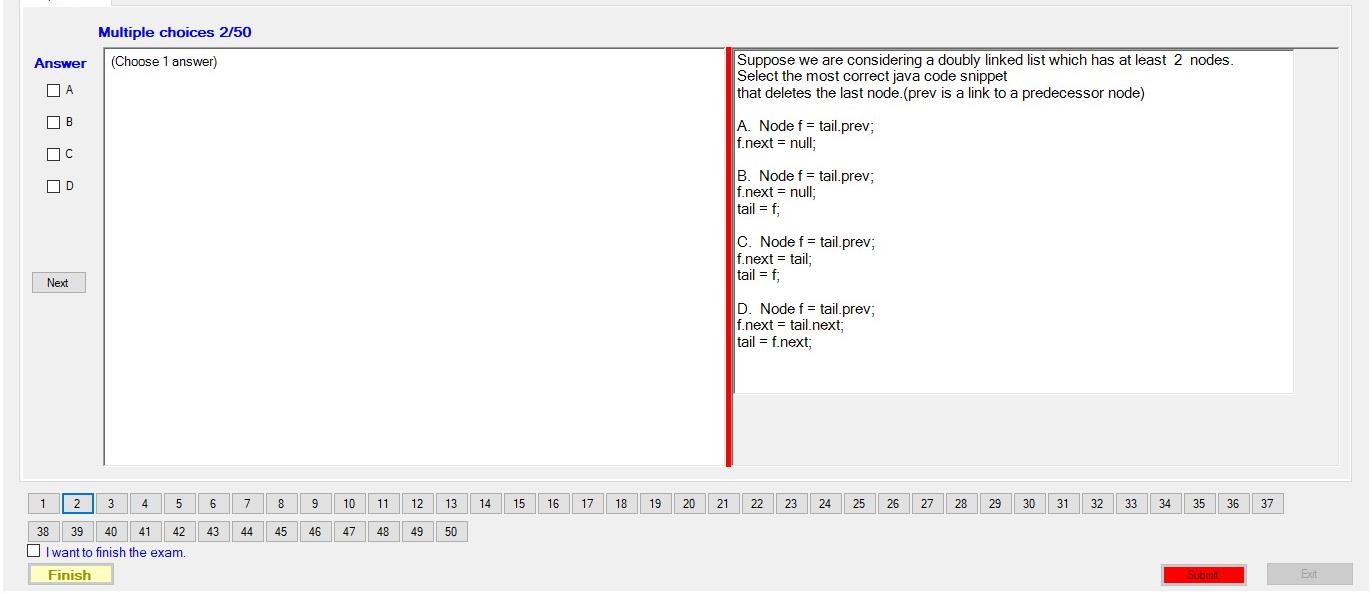 Multiple choices 2/50
Answer
A
B
C
D
Next
(Choose 1 answer)
Suppose we are considering a doubly linked list which has at least 2 nodes.
Select the most correct java code snippet
that deletes the last node.(prev is a link to a predecessor node)
A. Node f = tail.prev;
f.next = null;
B. Node f = tail.prev;
f.next = null;
tail = f;
C. Node f = tail.prev;
f.next = tail;
tail = f;
D. Node f = tail.prev;
f.next = tail.next;
tail = f.next;
1 2 3 4 5 6 7 8 9 10 11 12 13 14 15 16 17 18 19 20 21 22 23 24 25 26 27 28 29 30 31 32 33 34 35 36 37
38 39 40 41 42 43 44 45 46 47 48 49 50
I want to finish the exam.
Finish
Submit
Exit